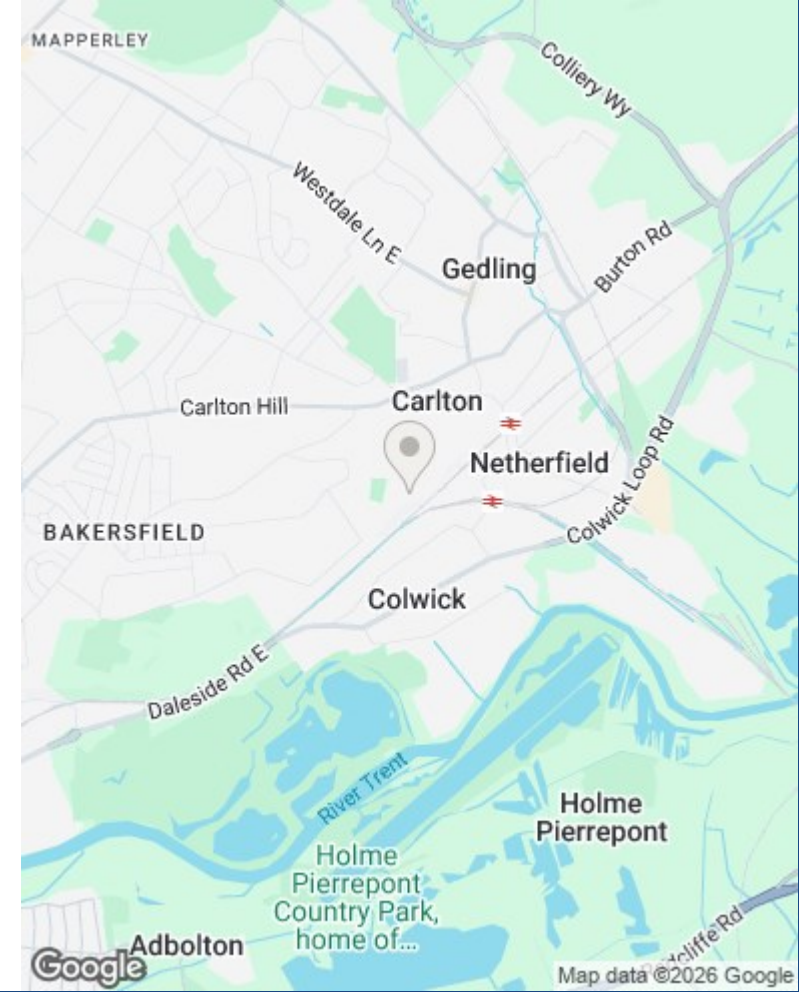 MAPPERLEY
Colliery Wy
Westdale Ln E
Burton Rd
Gedling
Carlton Hill
Carlton
Netherfield
Colwick Loop Rd
BAKERSFIELD
Colwick
Daleside Rd E
River Trent
Holme
Pierrepont
Holme
Pierrepont
Country Park,
home of...
Adbolton
Google
Map data ©2026 Google